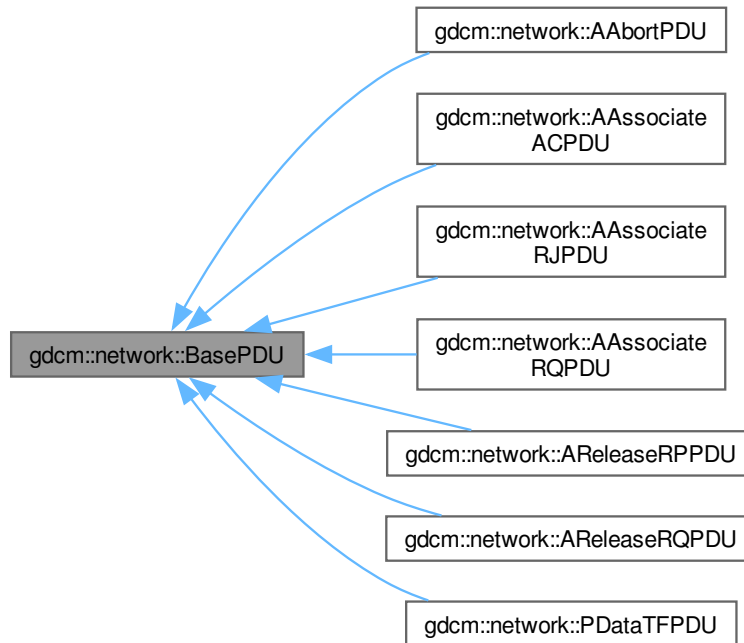 gdcm::network::AAbortPDU
gdcm::network::AAssociate
ACPDU
gdcm::network::AAssociate
RJPDU
gdcm::network::BasePDU
gdcm::network::AAssociate
RQPDU
gdcm::network::AReleaseRPPDU
gdcm::network::AReleaseRQPDU
gdcm::network::PDataTFPDU